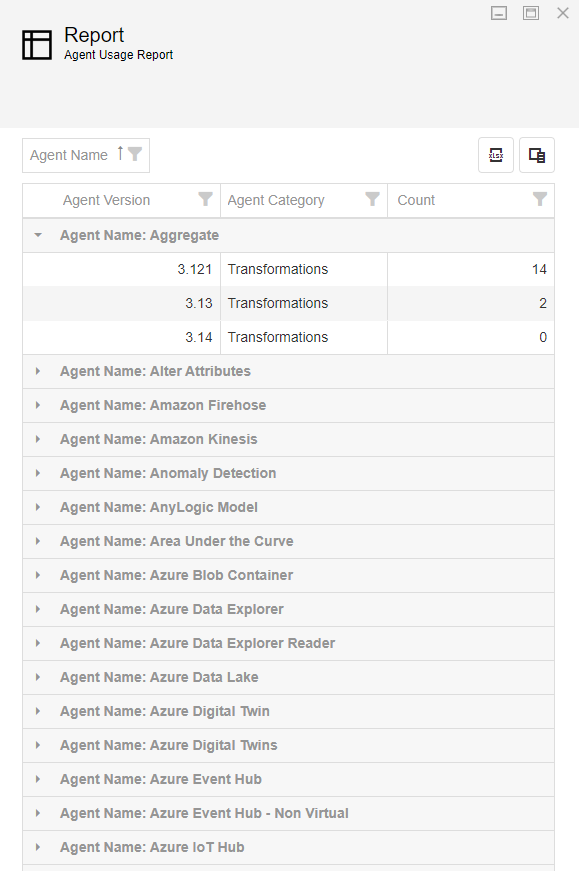 Report
Agent Usage Report
Agent Name
xlsx
Agent Version Agent Category Count
Agent Name: Aggregate
3.121 Transformations 14
3.13 Transformations 2
3.14 Transformations 0
Agent Name: Alter Attributes
Agent Name: Amazon Firehose
Agent Name: Amazon Kinesis
Agent Name: Anomaly Detection
Agent Name: AnyLogic Model
Agent Name: Area Under the Curve
Agent Name: Azure Blob Container
Agent Name: Azure Data Explorer
Agent Name: Azure Data Explorer Reader
Agent Name: Azure Data Lake
Agent Name: Azure Digital Twin
Agent Name: Azure Digital Twins
Agent Name: Azure Event Hub
Agent Name: Azure Event Hub - Non Virtual
Agent Name: Azure IoT Hub